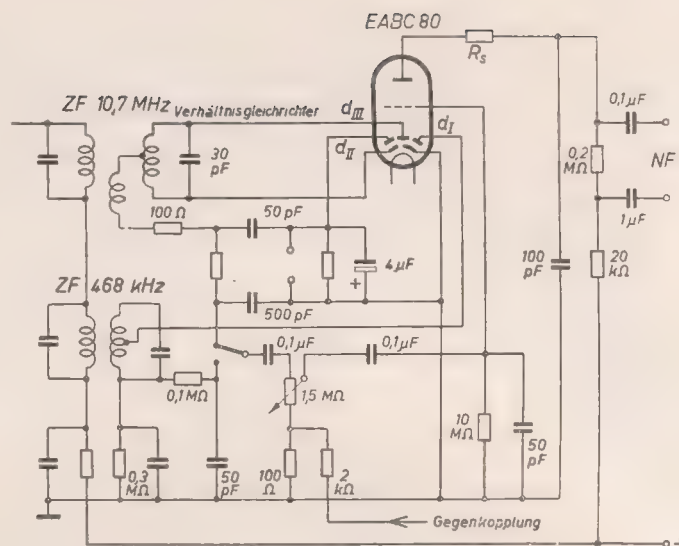 EABC 80
R_s
ZF 10,7 MHz
Verhältnisgleichrichter
d_III
d_I
d_II
0,1 µF
30 pF
0,2 MΩ
NF
100 Ω
50 pF
1 µF
4 µF
+
100 pF
20 kΩ
ZF 468 kHz
500 pF
0,1 µF
0,1 µF
0,1 MΩ
1,5 MΩ
10 MΩ
50 pF
0,3 MΩ
50 pF
100 Ω
2 kΩ
Gegenkopplung